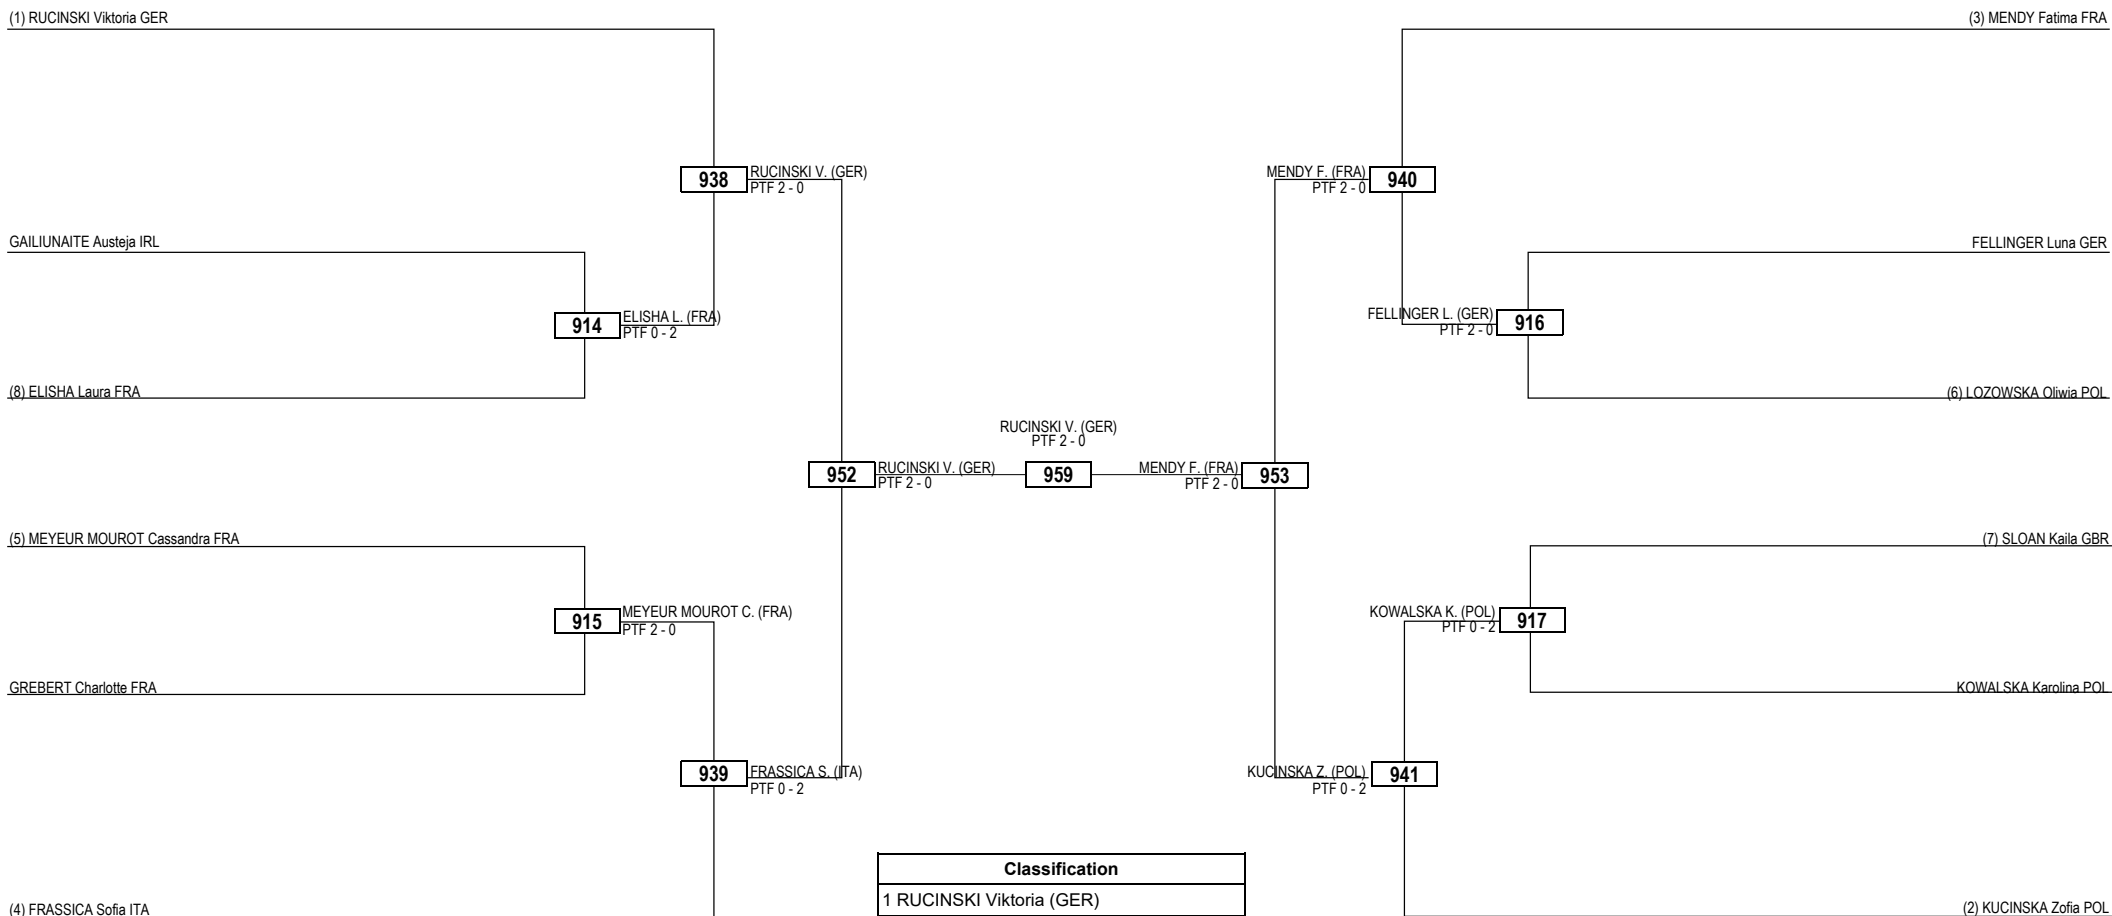 (1) RUCINSKI Viktoria GER
(3) MENDY Fatima FRA
938
RUCINSKI V. (GER)
PTF 2 - 0
MENDY F. (FRA)
PTF 2 - 0
940
GAILIUNAITE Austeja IRL
FELLINGER Luna GER
914
ELISHA L. (FRA)
PTF 0 - 2
FELLINGER L. (GER)
PTF 2 - 0
916
(8) ELISHA Laura FRA
(6) LOZOWSKA Oliwia POL
RUCINSKI V. (GER)
PTF 2 - 0
952
RUCINSKI V. (GER)
PTF 2 - 0
959
MENDY F. (FRA)
PTF 2 - 0
953
(5) MEYEUR MOUROT Cassandra FRA
(7) SLOAN Kaila GBR
915
MEYEUR MOUROT C. (FRA)
PTF 2 - 0
KOWALSKA K. (POL)
PTF 0 - 2
917
GREBERT Charlotte FRA
KOWALSKA Karolina POL
939
FRASSICA S. (ITA)
PTF 0 - 2
KUCINSKA Z. (POL)
PTF 0 - 2
941
Classification
1 RUCINSKI Viktoria (GER)
(4) FRASSICA Sofia ITA
(2) KUCINSKA Zofia POL